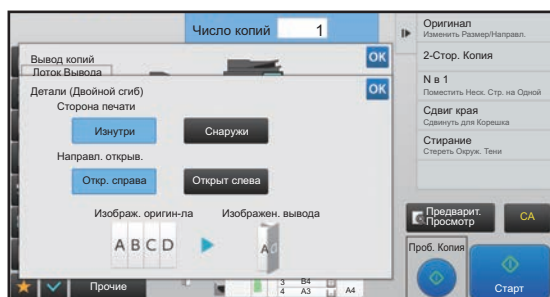 Число копий 1
Вывод копий
OK
Лоток Вывода
Детали (Двойной сгиб)
OK
Сторона печати
Изнутри
Снаружи
Направл. открыв.
Откр. справа
Открыт слева
Изображ. оригин-ла
Изображен. вывода
A B C D
A d
Прочие
3 B4
4 A3
A4
Оригинал
Изменить Размер/Направл.
2-Стор. Копия
N в 1
Поместить Неск. Стр. на Одной
Сдвиг края
Сдвинуть для Корешка
Стирание
Стереть Окруж. Тени
Предварит.
Просмотр
CA
Проб. Копия
Старт